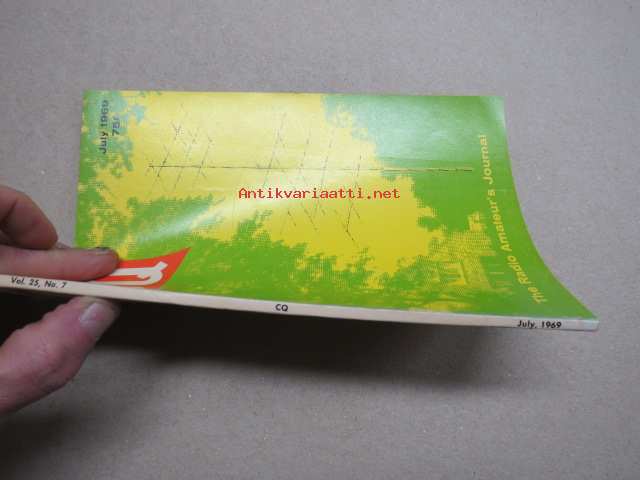 July 1969
75¢
The Radio Amateur's Journal
Antikvariaatti.net
Vol. 25, No. 7
CQ
July, 1969